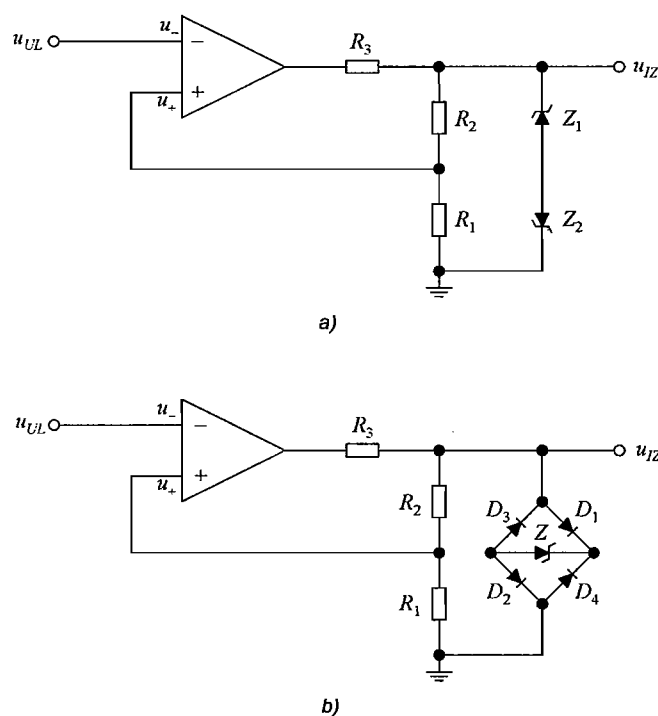 u_UL
u_-
−
u_+
+
R_3
u_IZ
R_2
Z_1
R_1
Z_2
a)
u_UL
u_-
−
u_+
+
R_3
u_IZ
R_2
D_3
Z
D_1
R_1
D_2
D_4
b)